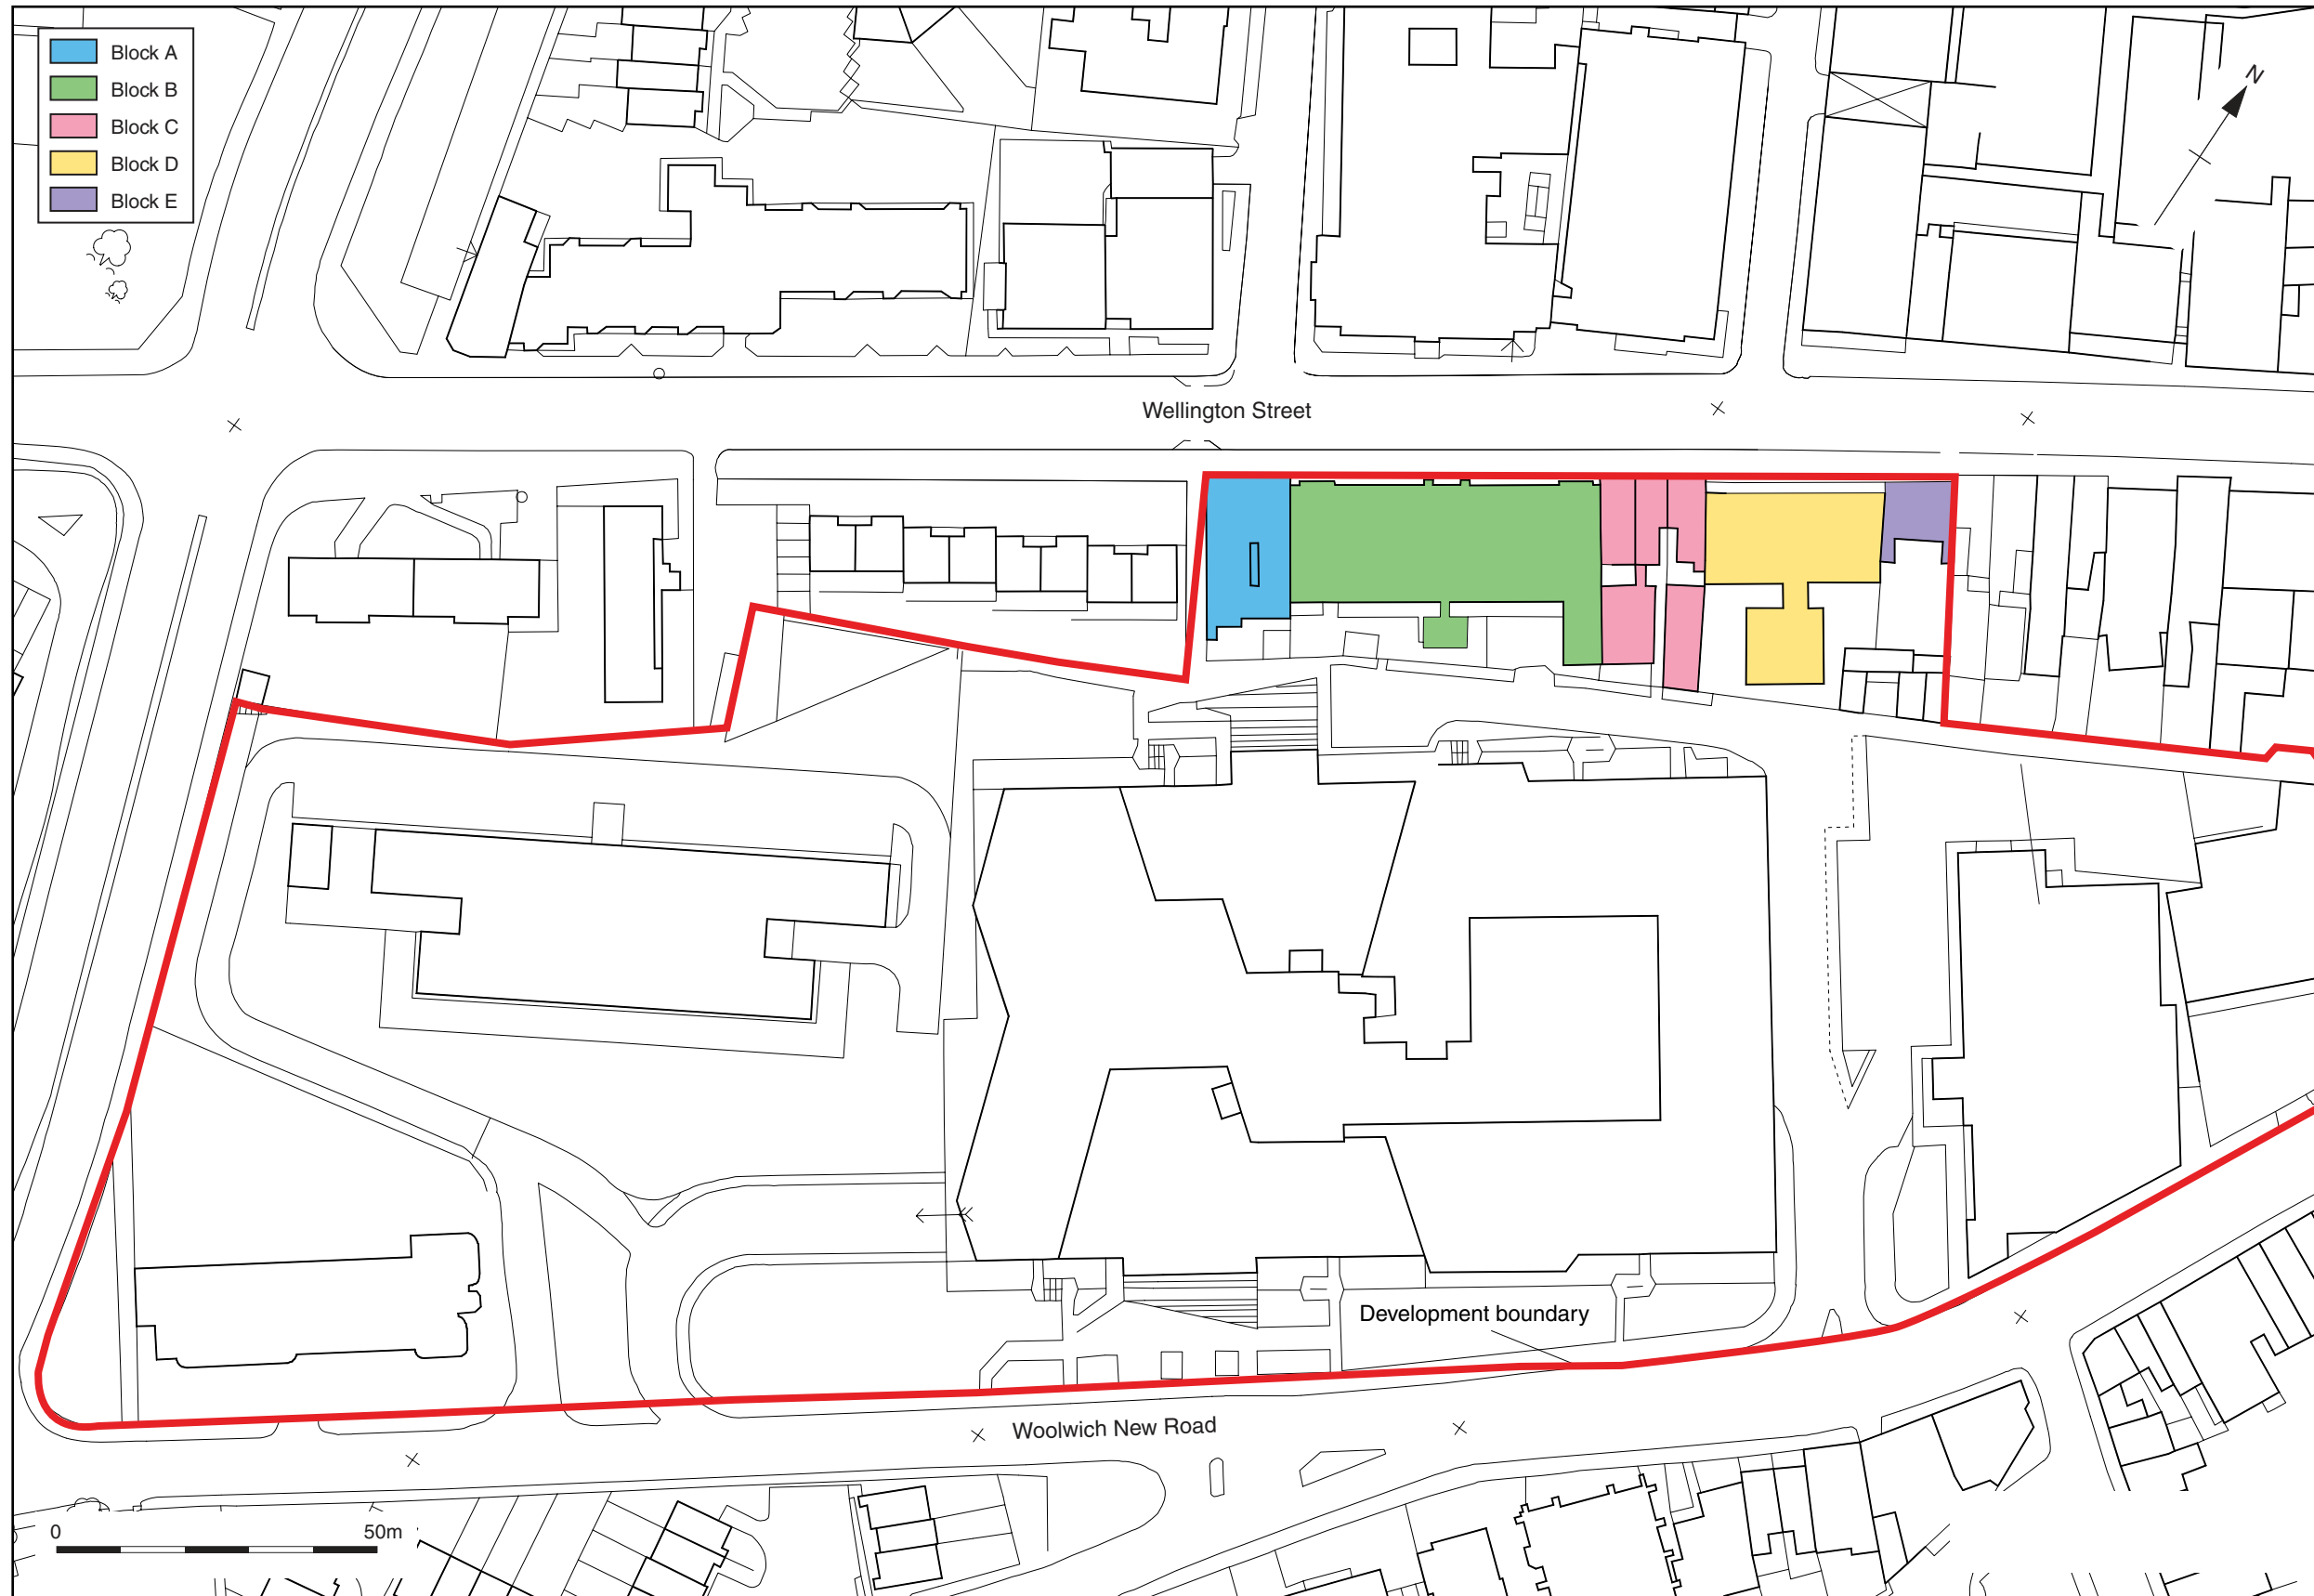 Block A
Block B
Block C
Block D
Block E
N
Wellington Street
Development boundary
Woolwich New Road
0 50m